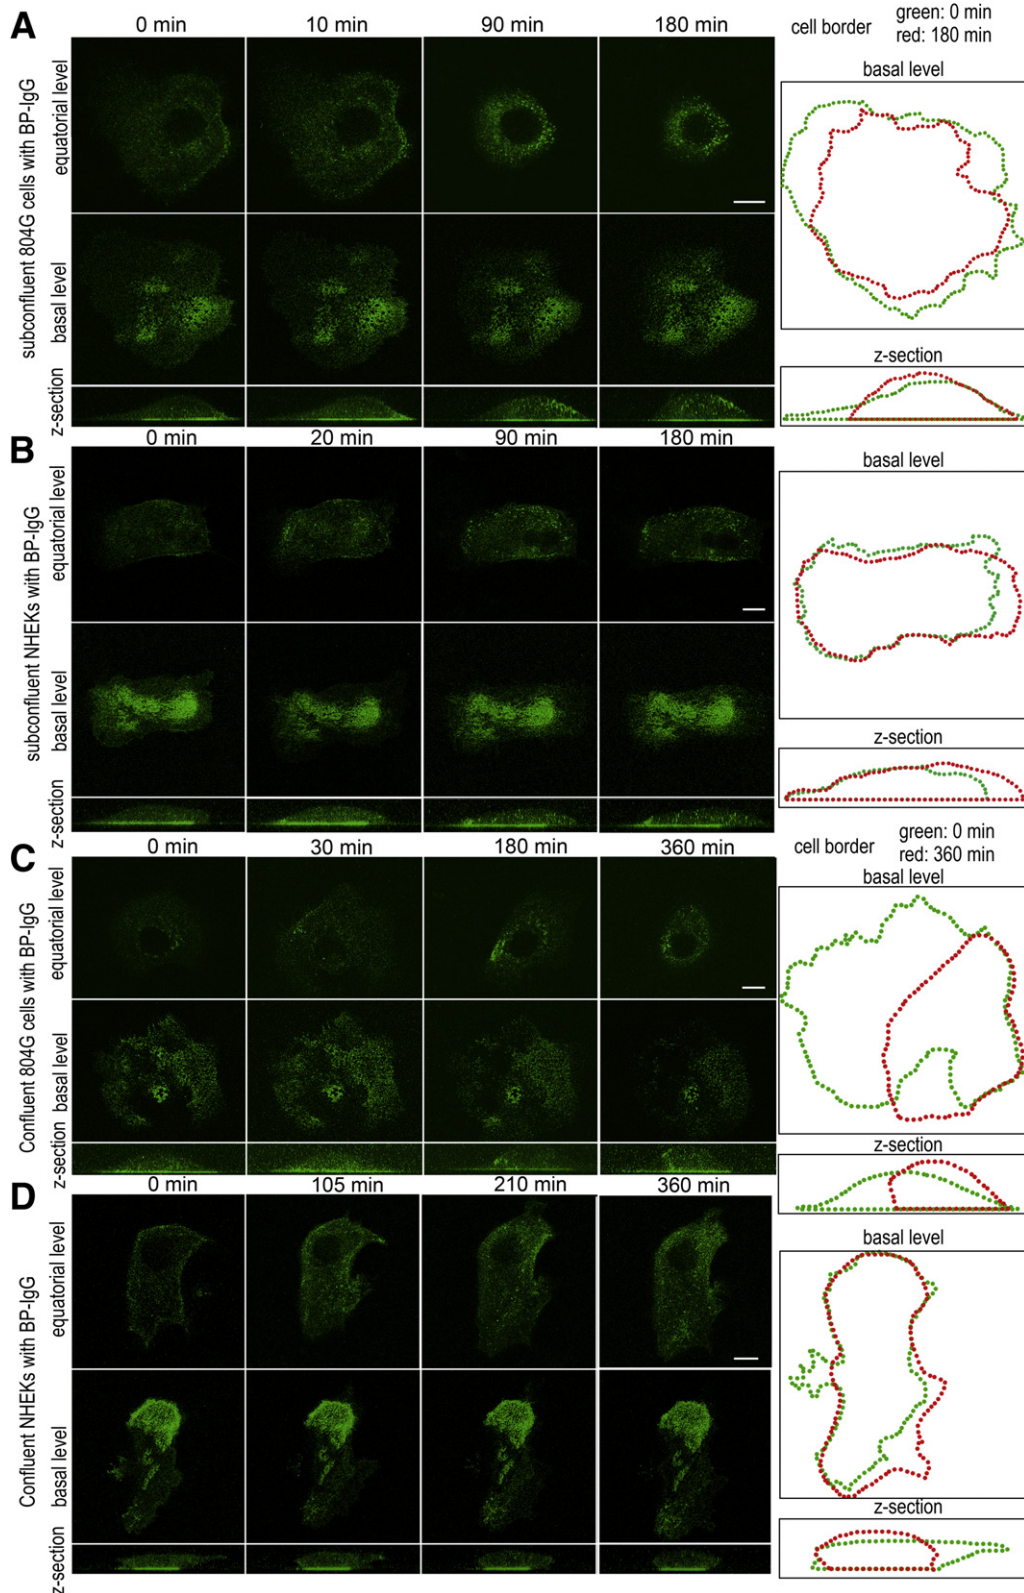 A
0 min 10 min 90 min 180 min
cell border
green: 0 min
red: 180 min
subconfluent 804G cells with BP-IgG
equatorial level
basal level
z-section
basal level
z-section
B
0 min 20 min 90 min 180 min
subconfluent NHEKs with BP-IgG
equatorial level
basal level
z-section
basal level
z-section
C
0 min 30 min 180 min 360 min
cell border
green: 0 min
red: 360 min
Confluent 804G cells with BP-IgG
equatorial level
basal level
z-section
basal level
z-section
D
0 min 105 min 210 min 360 min
Confluent NHEKs with BP-IgG
equatorial level
basal level
z-section
basal level
z-section